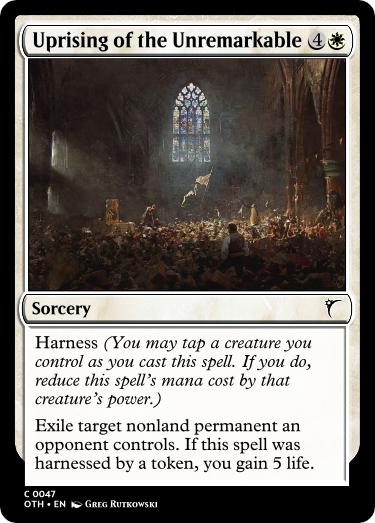 Uprising of the Unremarkable 4
Sorcery
Harness (You may tap a creature you
control as you cast this spell. If you do,
reduce this spell's mana cost by that
creature's power.)
Exile target nonland permanent an
opponent controls. If this spell was
harnessed by a token, you gain 5 life.
C 0047
OTH • EN Greg Rutkowski